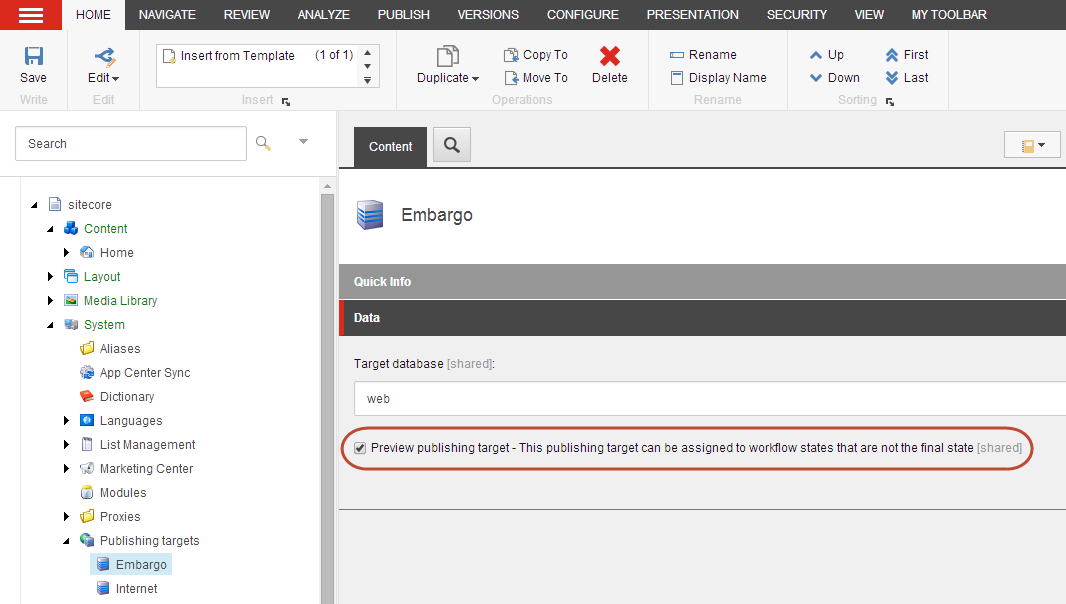 HOME NAVIGATE REVIEW ANALYZE PUBLISH VERSIONS CONFIGURE PRESENTATION SECURITY VIEW MY TOOLBAR
Save
Write
Edit
Edit
Insert from Template (1 of 1)
Insert
Duplicate
Copy To
Move To
Delete
Operations
Rename
Display Name
Rename
Up
Down
First
Last
Sorting
Search
sitecore
Content
Home
Layout
Media Library
System
Aliases
App Center Sync
Dictionary
Languages
List Management
Marketing Center
Modules
Proxies
Publishing targets
Embargo
Internet
Content
Embargo
Quick Info
Data
Target database [shared]:
web
Preview publishing target - This publishing target can be assigned to workflow states that are not the final state [shared]